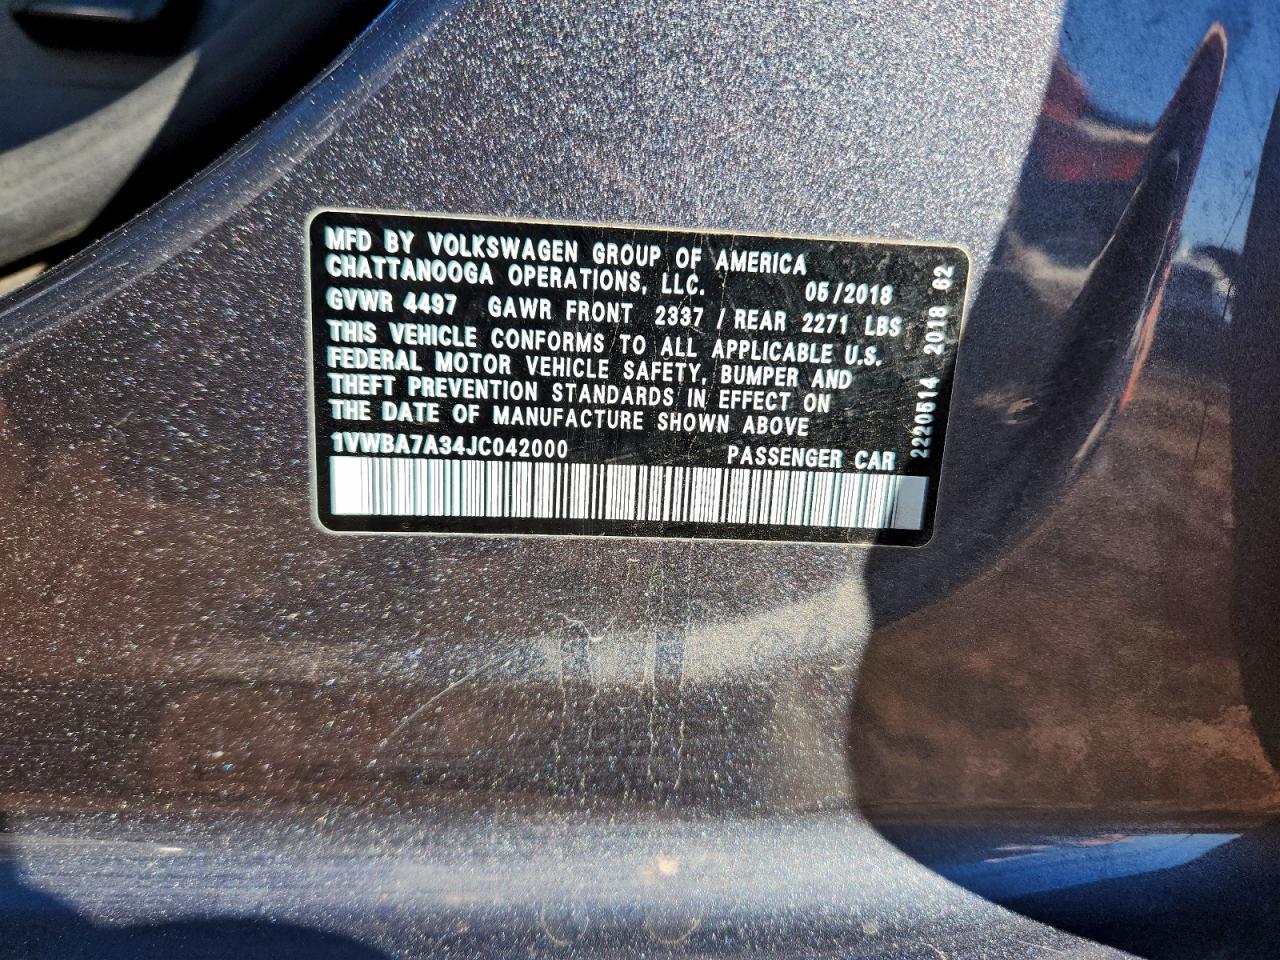 MFD BY VOLKSWAGEN GROUP OF AMERICA
CHATTANOOGA OPERATIONS, LLC. 05/2018
GVWR 4497 GAWR FRONT 2337 / REAR 2271 LBS
THIS VEHICLE CONFORMS TO ALL APPLICABLE U.S.
FEDERAL MOTOR VEHICLE SAFETY, BUMPER AND
THEFT PREVENTION STANDARDS IN EFFECT ON
THE DATE OF MANUFACTURE SHOWN ABOVE
1VWBA7A34JC042000 PASSENGER CAR
2220514 2018 62